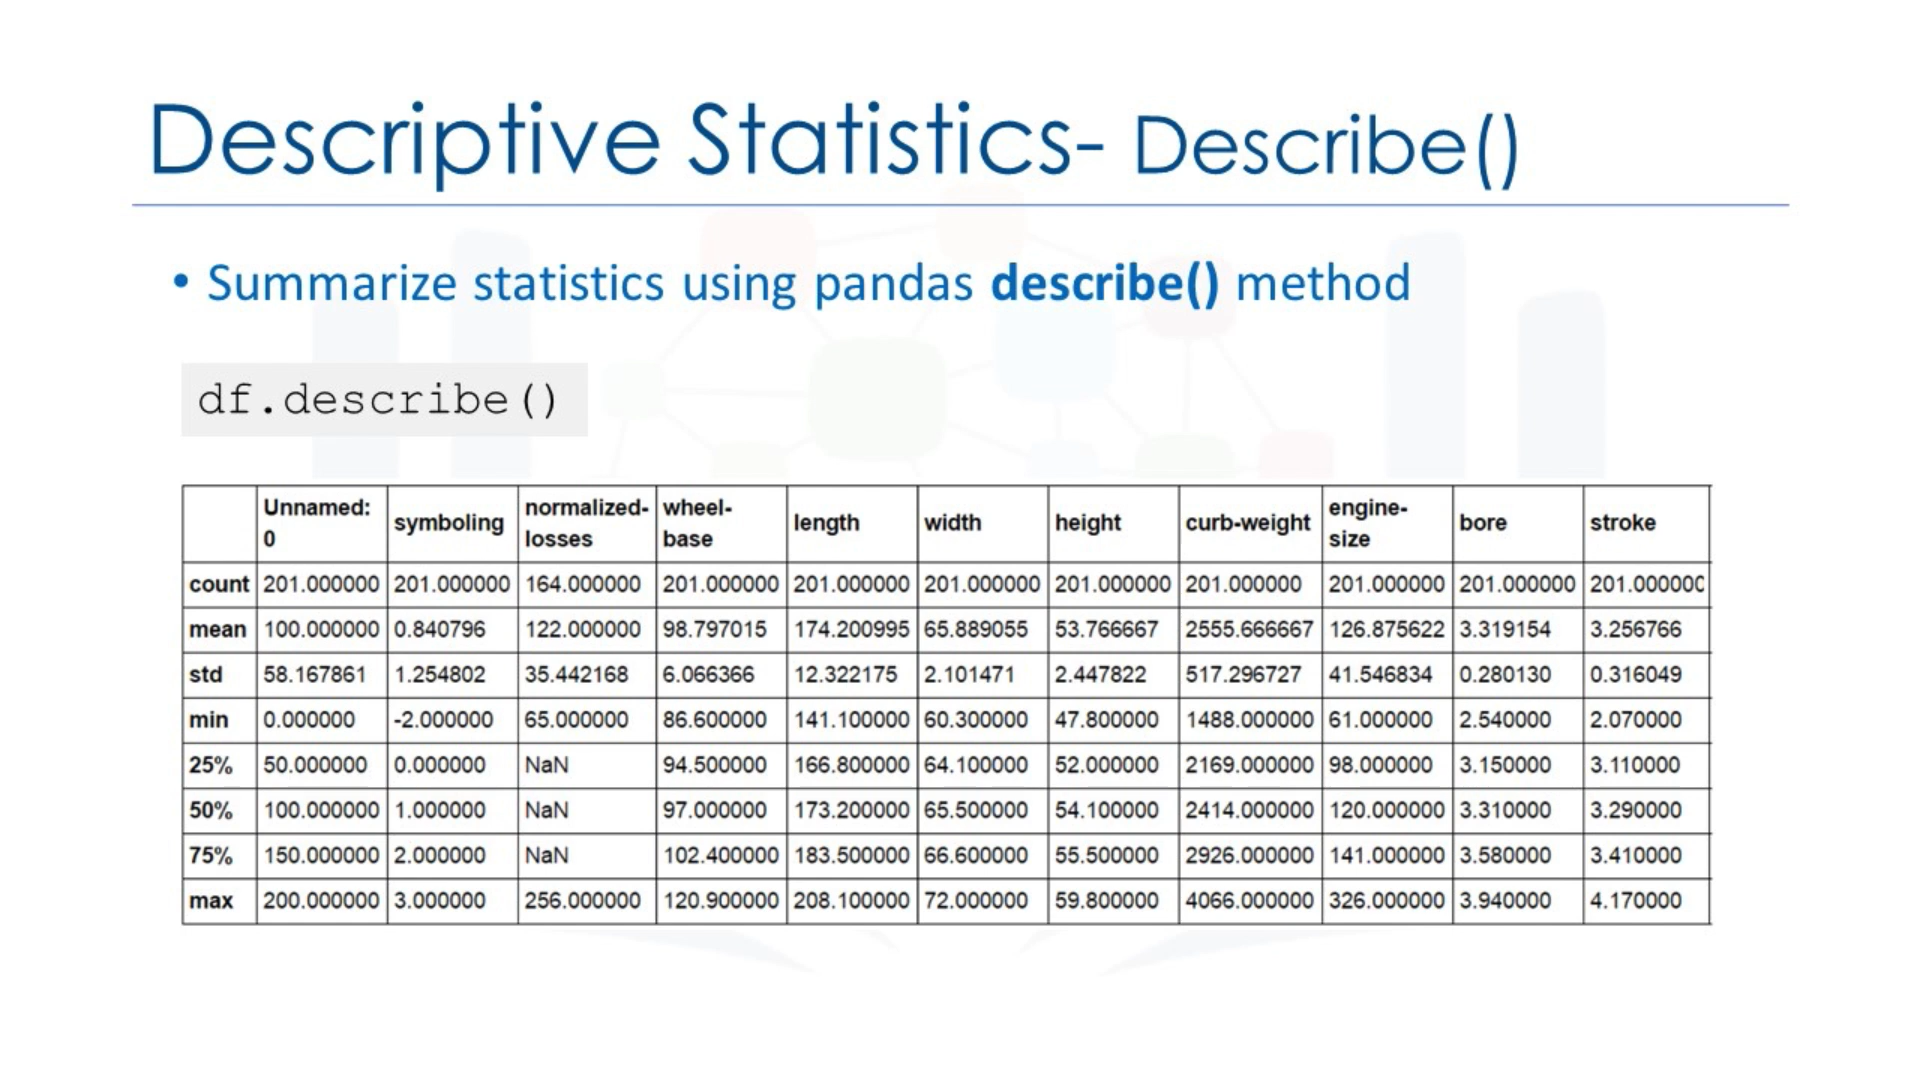 Descriptive Statistics- Describe()
• Summarize statistics using pandas describe() method
df.describe()
Unnamed: 0 symboling normalized-losses wheel-base length width height curb-weight engine-size bore stroke
count 201.000000 201.000000 164.000000 201.000000 201.000000 201.000000 201.000000 201.000000 201.000000 201.000000 201.000000
mean 100.000000 0.840796 122.000000 98.797015 174.200995 65.889055 53.766667 2555.666667 126.875622 3.319154 3.256766
std 58.167861 1.254802 35.442168 6.066366 12.322175 2.101471 2.447822 517.296727 41.546834 0.280130 0.316049
min 0.000000 -2.000000 65.000000 86.600000 141.100000 60.300000 47.800000 1488.000000 61.000000 2.540000 2.070000
25% 50.000000 0.000000 NaN 94.500000 166.800000 64.100000 52.000000 2169.000000 98.000000 3.150000 3.110000
50% 100.000000 1.000000 NaN 97.000000 173.200000 65.500000 54.100000 2414.000000 120.000000 3.310000 3.290000
75% 150.000000 2.000000 NaN 102.400000 183.500000 66.600000 55.500000 2926.000000 141.000000 3.580000 3.410000
max 200.000000 3.000000 256.000000 120.900000 208.100000 72.000000 59.800000 4066.000000 326.000000 3.940000 4.170000